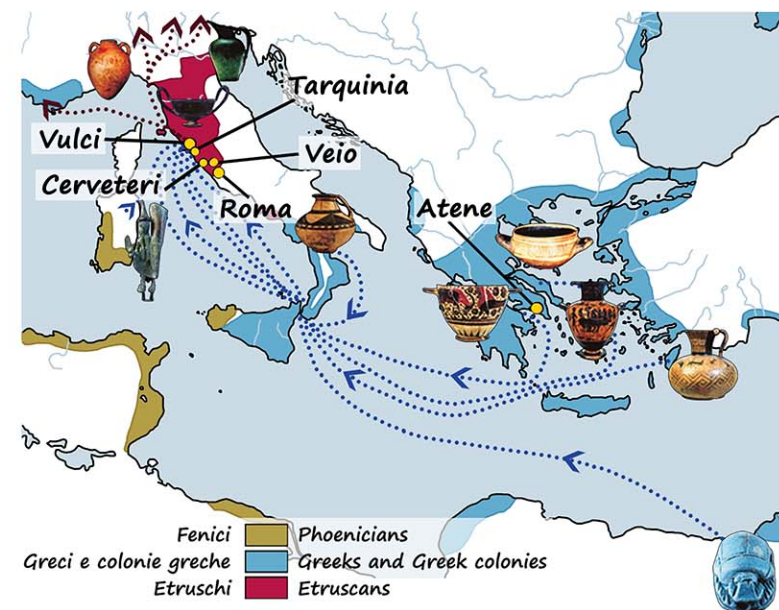 Tarquinia
Vulci
Veio
Cerveteri
Roma
Atene
Fenici Phoenicians
Greci e colonie greche Greeks and Greek colonies
Etruschi Etruscans